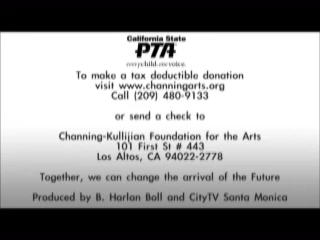 California State
PTA
everychild. onevoice.
To make a tax deductible donation
visit www.channingarts.org
Call (209) 480-9133
or send a check to
Channing-Kullijian Foundation for the Arts
101 First St # 443
Los Altos, CA 94022-2778
Together, we can change the arrival of the Future
Produced by B. Harlan Boll and CityTV Santa Monica